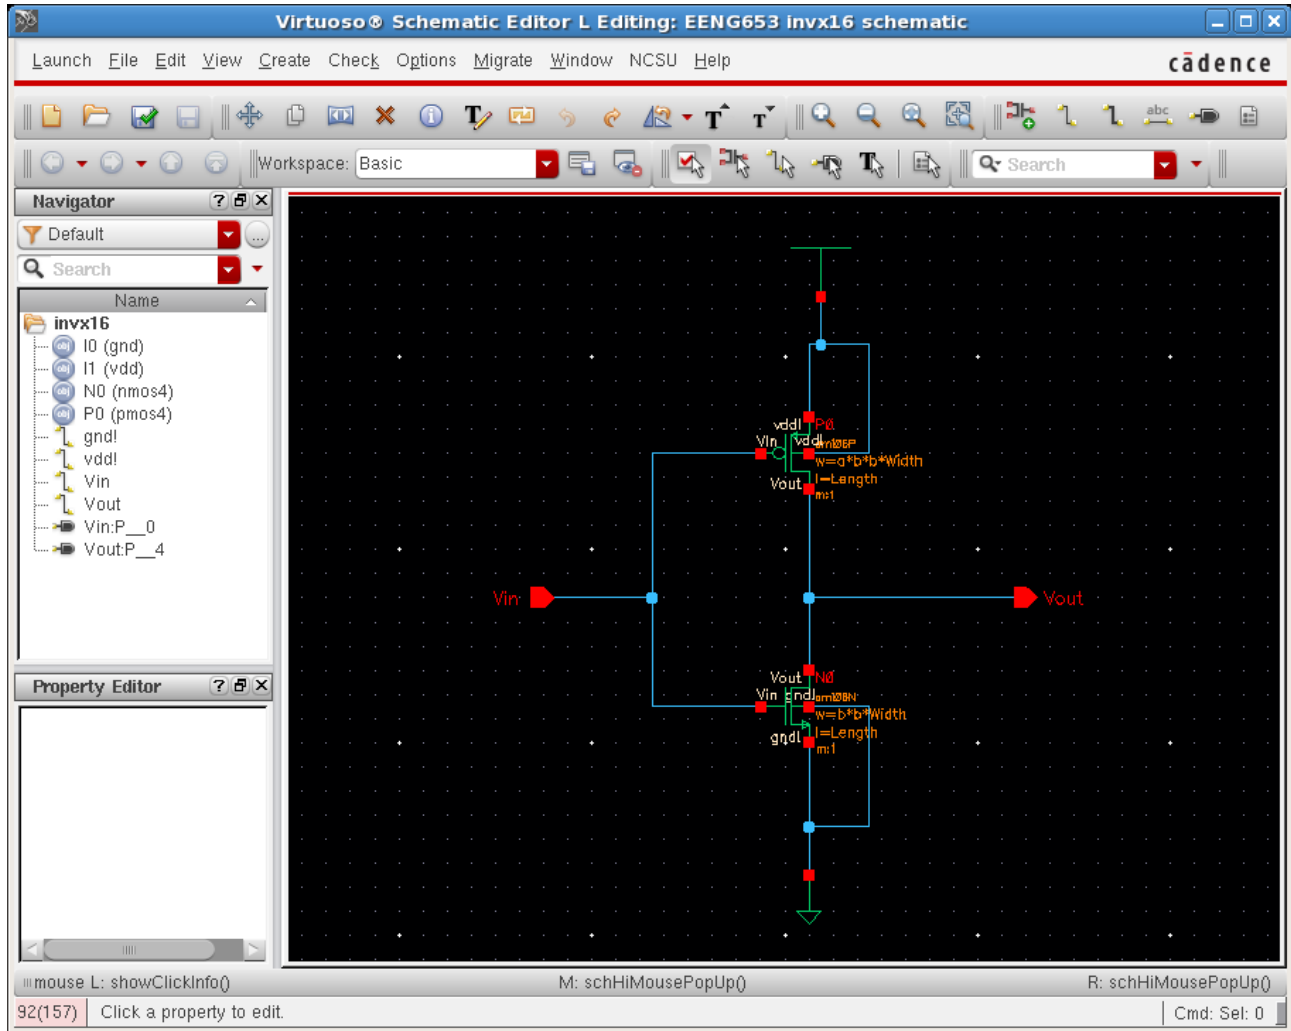 Virtuoso® Schematic Editor L Editing: EENG653 invx16 schematic
Launch File Edit View Create Check Options Migrate Window NCSU Help
cādence
abc
Workspace: Basic
Search
Navigator
Default
Search
Name
invx16
I0 (gnd)
I1 (vdd)
N0 (nmos4)
P0 (pmos4)
gnd!
vdd!
Vin
Vout
Vin:P__0
Vout:P__4
Property Editor
vdd!
P0
Vin
vdd!
w=a*b*b*Width
Vout
l=Length
m:1
Vin
Vout
Vout
N0
Vin
gnd!
w=b*b*Width
l=Length
gnd!
m:1
mouse L: showClickInfo()
M: schHiMousePopUp()
R: schHiMousePopUp()
92(157)
Click a property to edit.
Cmd: Sel: 0